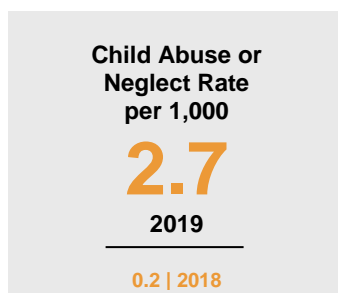 Child Abuse or
Neglect Rate
per 1,000
2.7
2019
0.2 | 2018